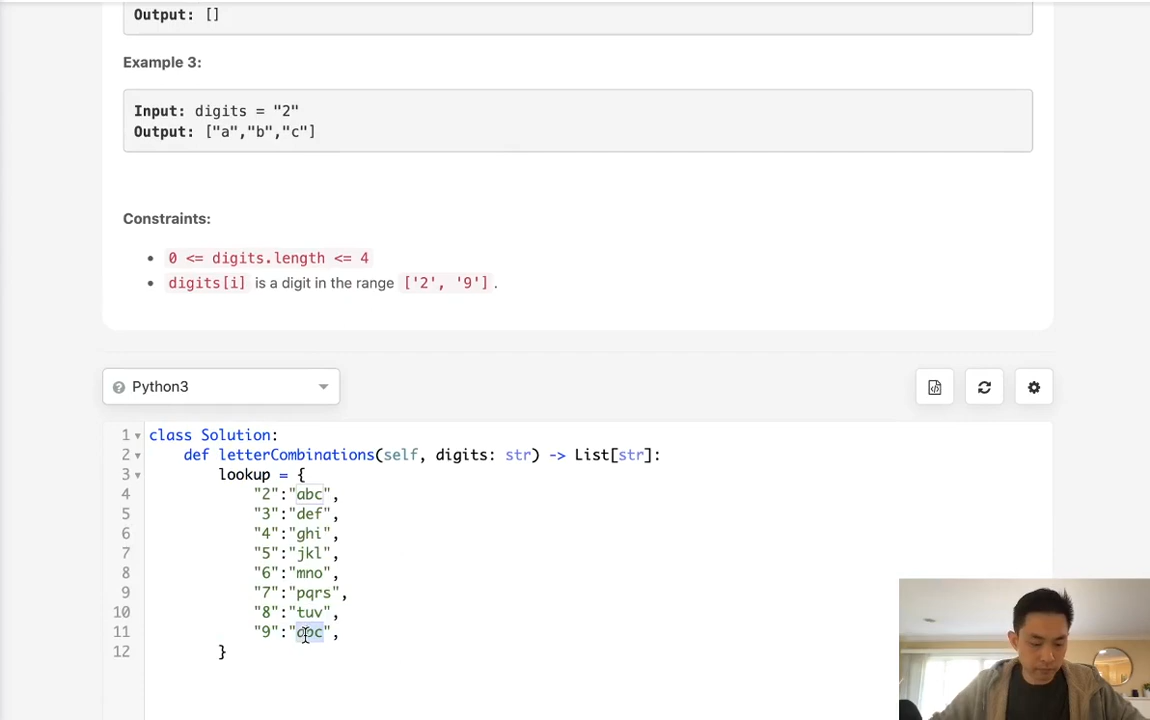 Output: []
Example 3:
Input: digits = "2"
Output: ["a","b","c"]
Constraints:
0 <= digits.length <= 4
digits[i] is a digit in the range ['2', '9'].
Python3
1 class Solution:
2 def letterCombinations(self, digits: str) -> List[str]:
3 lookup = {
4 "2":"abc",
5 "3":"def",
6 "4":"ghi",
7 "5":"jkl",
8 "6":"mno",
9 "7":"pqrs",
10 "8":"tuv",
11 "9":"abc",
12 }